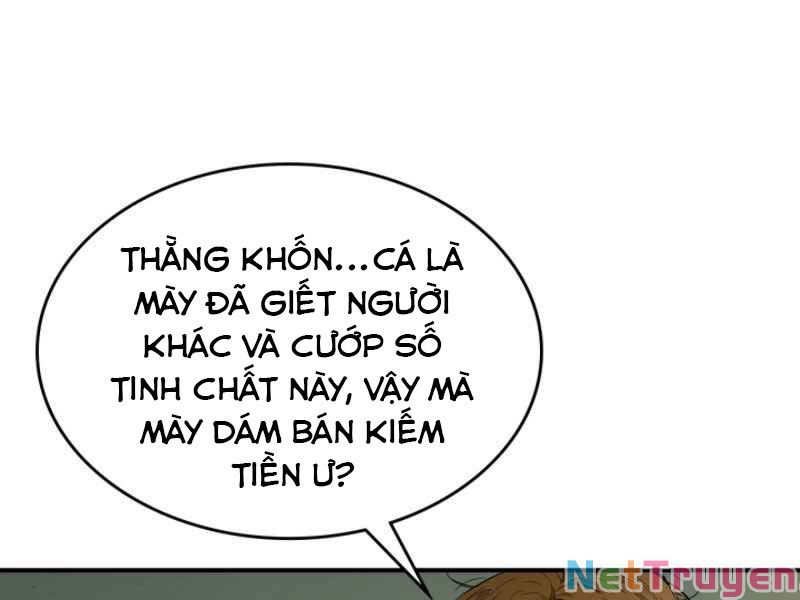 THẰNG KHỐN...CÁ LÀ
MÀY ĐÃ GIẾT NGƯỜI
KHÁC VÀ CƯỚP SỐ
TINH CHẤT NÀY, VẬY MÀ
MÀY DÁM BÁN KIẾM
TIỀN Ư?
NetTruyen